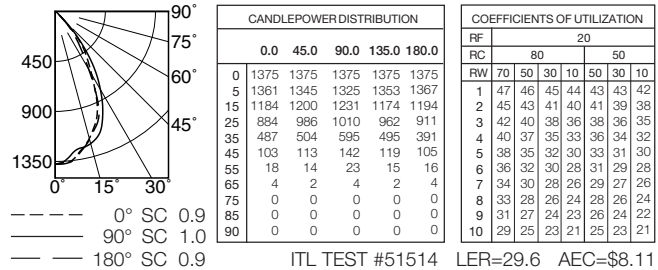 90°
75°
60°
45°
450
900
1350
0° 15° 30°
0° SC 0.9
90° SC 1.0
180° SC 0.9
CANDLEPOWER DISTRIBUTION
0.0 45.0 90.0 135.0 180.0
0 1375 1375 1375 1375 1375
5 1361 1345 1325 1353 1367
15 1184 1200 1231 1174 1194
25 884 986 1010 962 911
35 487 504 595 495 391
45 103 113 142 119 105
55 18 14 23 15 16
65 4 2 4 2 4
75 0 0 0 0 0
85 0 0 0 0 0
90 0 0 0 0 0
ITL TEST #51514
COEFFICIENTS OF UTILIZATION
RF 20
RC 80 50
RW 70 50 30 10 50 30 10
1 47 46 45 44 43 43 42
2 45 43 41 40 41 39 38
3 42 40 38 36 38 36 35
4 40 37 35 33 36 34 32
5 38 35 32 30 33 31 30
6 36 32 30 28 31 29 28
7 34 30 28 26 29 27 26
8 33 28 26 24 28 26 24
9 31 27 24 23 26 24 22
10 29 25 23 21 25 23 21
LER=29.6 AEC=$8.11